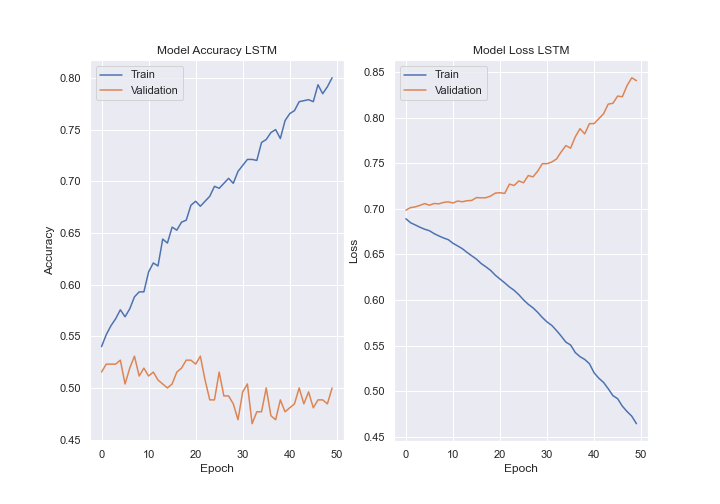 Model Accuracy LSTM
Train
Validation
0.80
0.75
0.70
0.65
0.60
0.55
0.50
0.45
Accuracy
0 10 20 30 40 50
Epoch
Model Loss LSTM
Train
Validation
0.85
0.80
0.75
0.70
0.65
0.60
0.55
0.50
0.45
Loss
0 10 20 30 40 50
Epoch